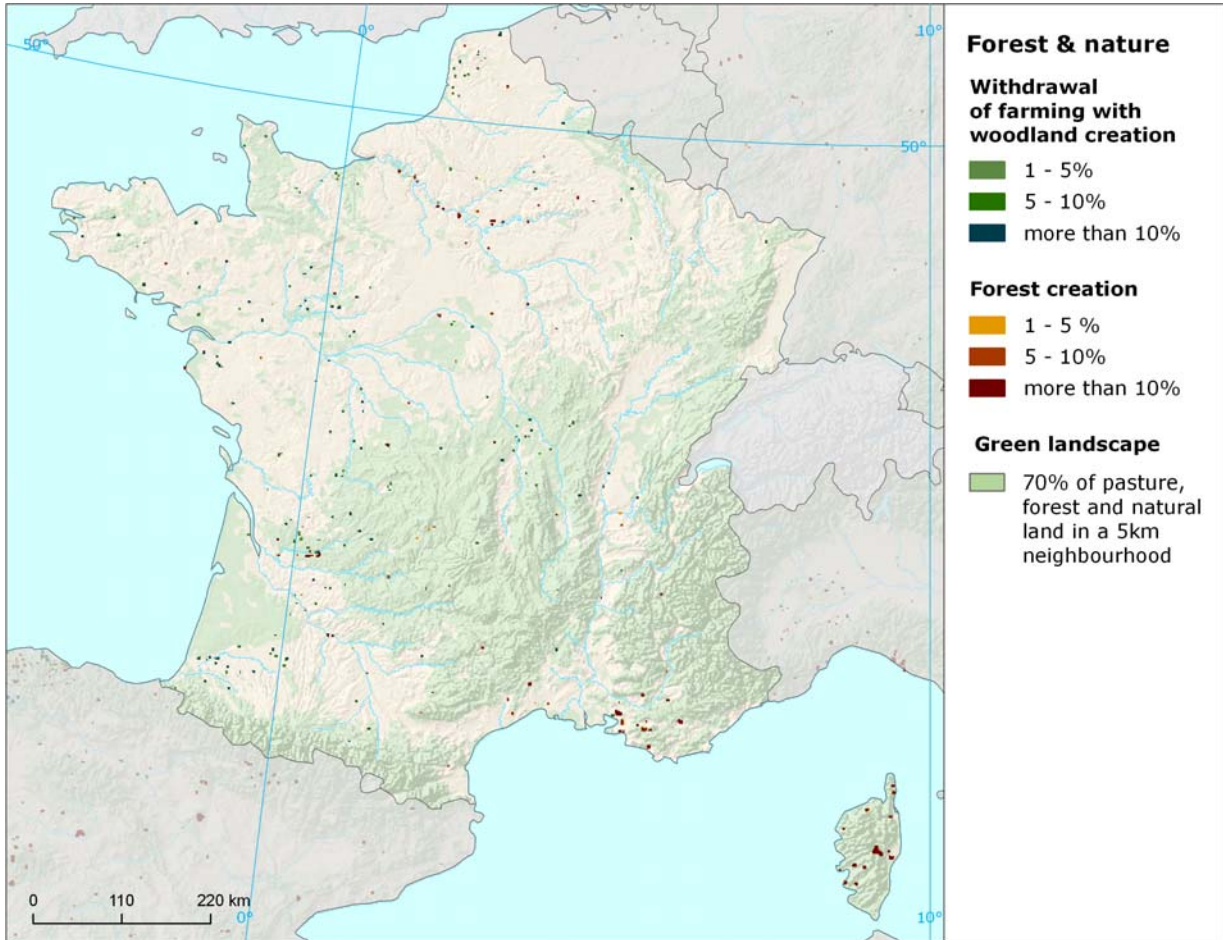 50°
0°
10°
50°
0
110
220 km
0°
10°
Forest & nature
Withdrawal
of farming with
woodland creation
1 - 5%
5 - 10%
more than 10%
Forest creation
1 - 5 %
5 - 10%
more than 10%
Green landscape
70% of pasture,
forest and natural
land in a 5km
neighbourhood